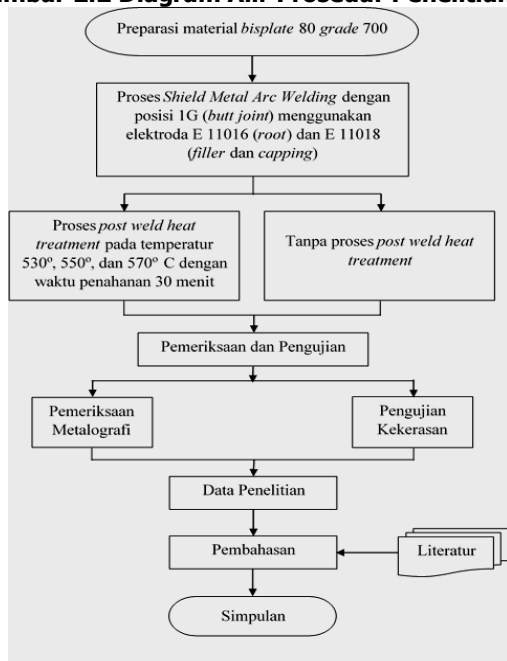 mbar 2.2 Diagram Alir Prosedur Penelitian
Preparasi material bisplate 80 grade 700
Proses Shield Metal Arc Welding dengan
posisi 1G (butt joint) menggunakan
elektroda E 11016 (root) dan E 11018
(filler dan capping)
Proses post weld heat
treatment pada temperatur
530º, 550º, dan 570º C dengan
waktu penahanan 30 menit
Tanpa proses post weld heat
treatment
Pemeriksaan dan Pengujian
Pemeriksaan
Metalografi
Pengujian
Kekerasan
Data Penelitian
Pembahasan
Literatur
Simpulan